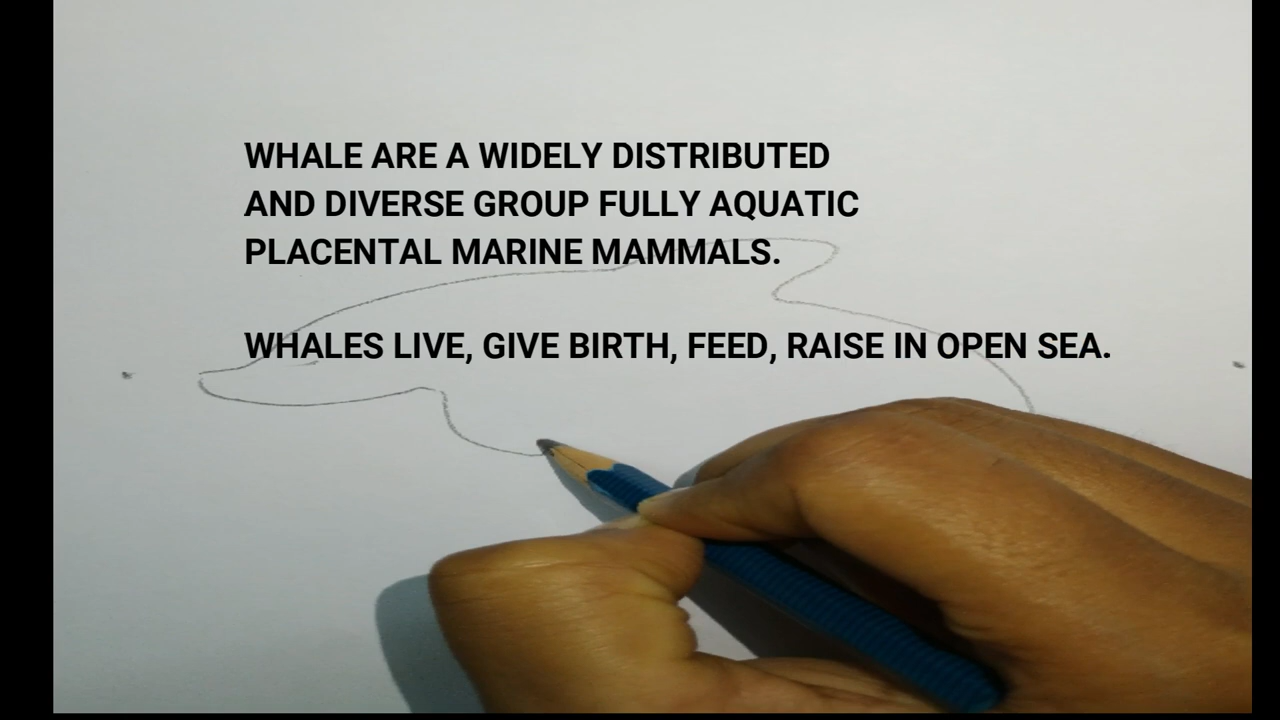 WHALE ARE A WIDELY DISTRIBUTED
AND DIVERSE GROUP FULLY AQUATIC
PLACENTAL MARINE MAMMALS.
WHALES LIVE, GIVE BIRTH, FEED, RAISE IN OPEN SEA.